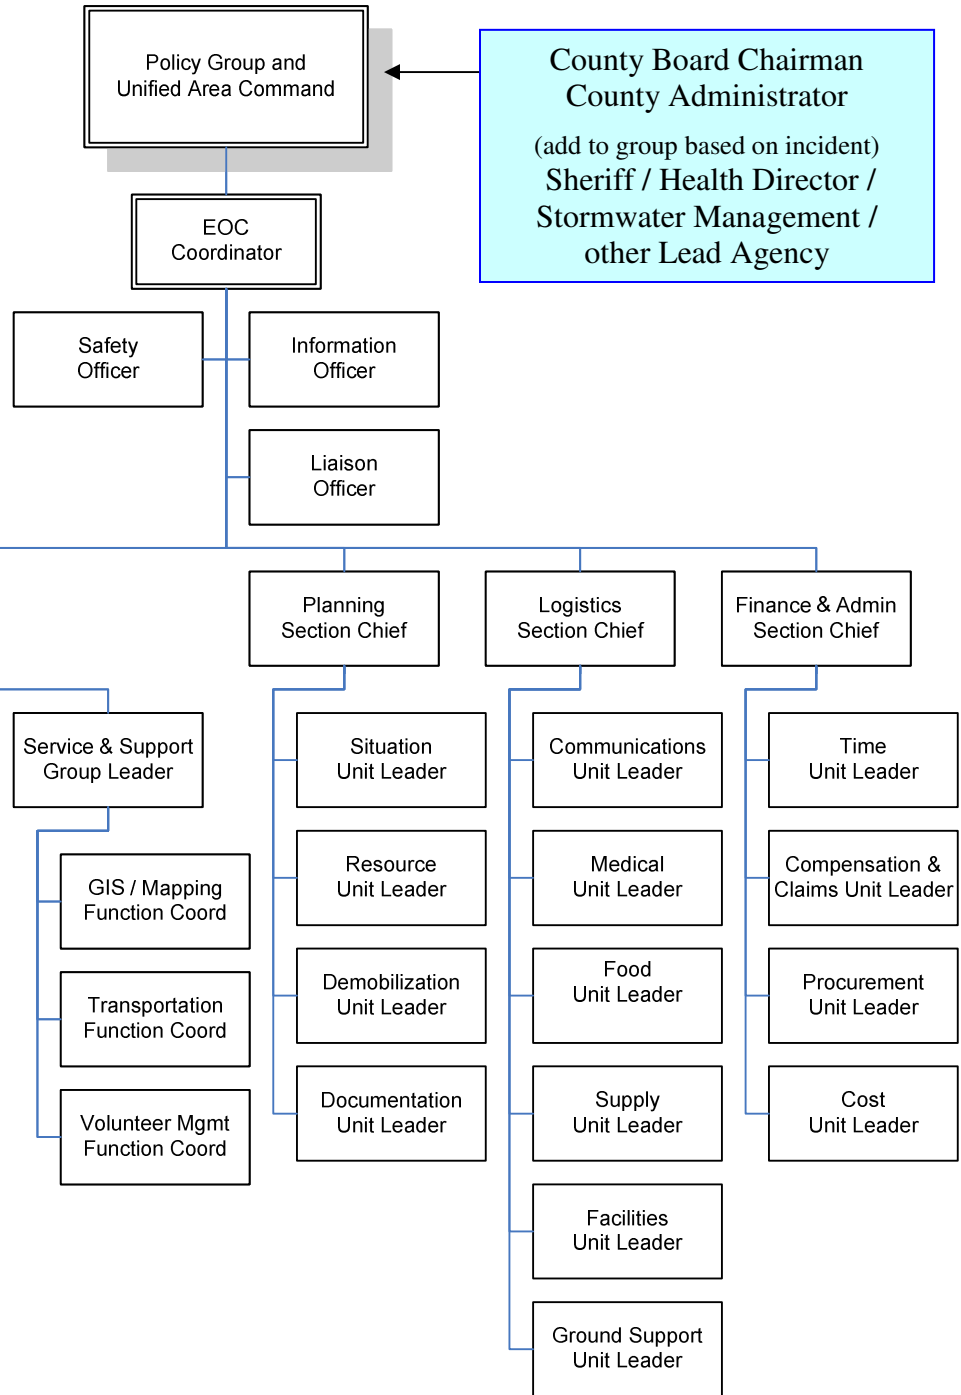 Policy Group and
Unified Area Command
County Board Chairman
County Administrator
(add to group based on incident)
Sheriff / Health Director /
Stormwater Management /
other Lead Agency
EOC
Coordinator
Safety
Officer
Information
Officer
Liaison
Officer
Planning
Section Chief
Logistics
Section Chief
Finance & Admin
Section Chief
Service & Support
Group Leader
GIS / Mapping
Function Coord
Transportation
Function Coord
Volunteer Mgmt
Function Coord
Situation
Unit Leader
Resource
Unit Leader
Demobilization
Unit Leader
Documentation
Unit Leader
Communications
Unit Leader
Medical
Unit Leader
Food
Unit Leader
Supply
Unit Leader
Facilities
Unit Leader
Ground Support
Unit Leader
Time
Unit Leader
Compensation &
Claims Unit Leader
Procurement
Unit Leader
Cost
Unit Leader